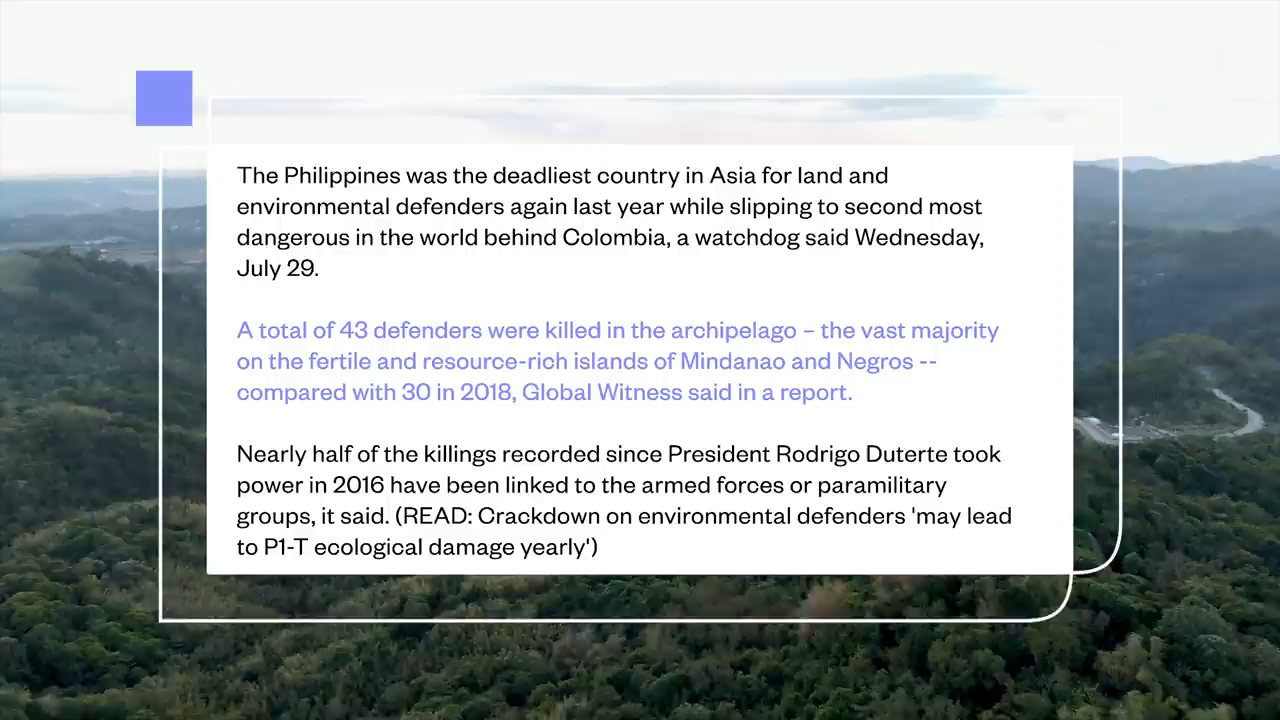 The Philippines was the deadliest country in Asia for land and
environmental defenders again last year while slipping to second most
dangerous in the world behind Colombia, a watchdog said Wednesday,
July 29.
A total of 43 defenders were killed in the archipelago – the vast majority
on the fertile and resource-rich islands of Mindanao and Negros --
compared with 30 in 2018, Global Witness said in a report.
Nearly half of the killings recorded since President Rodrigo Duterte took
power in 2016 have been linked to the armed forces or paramilitary
groups, it said. (READ: Crackdown on environmental defenders 'may lead
to P1-T ecological damage yearly')